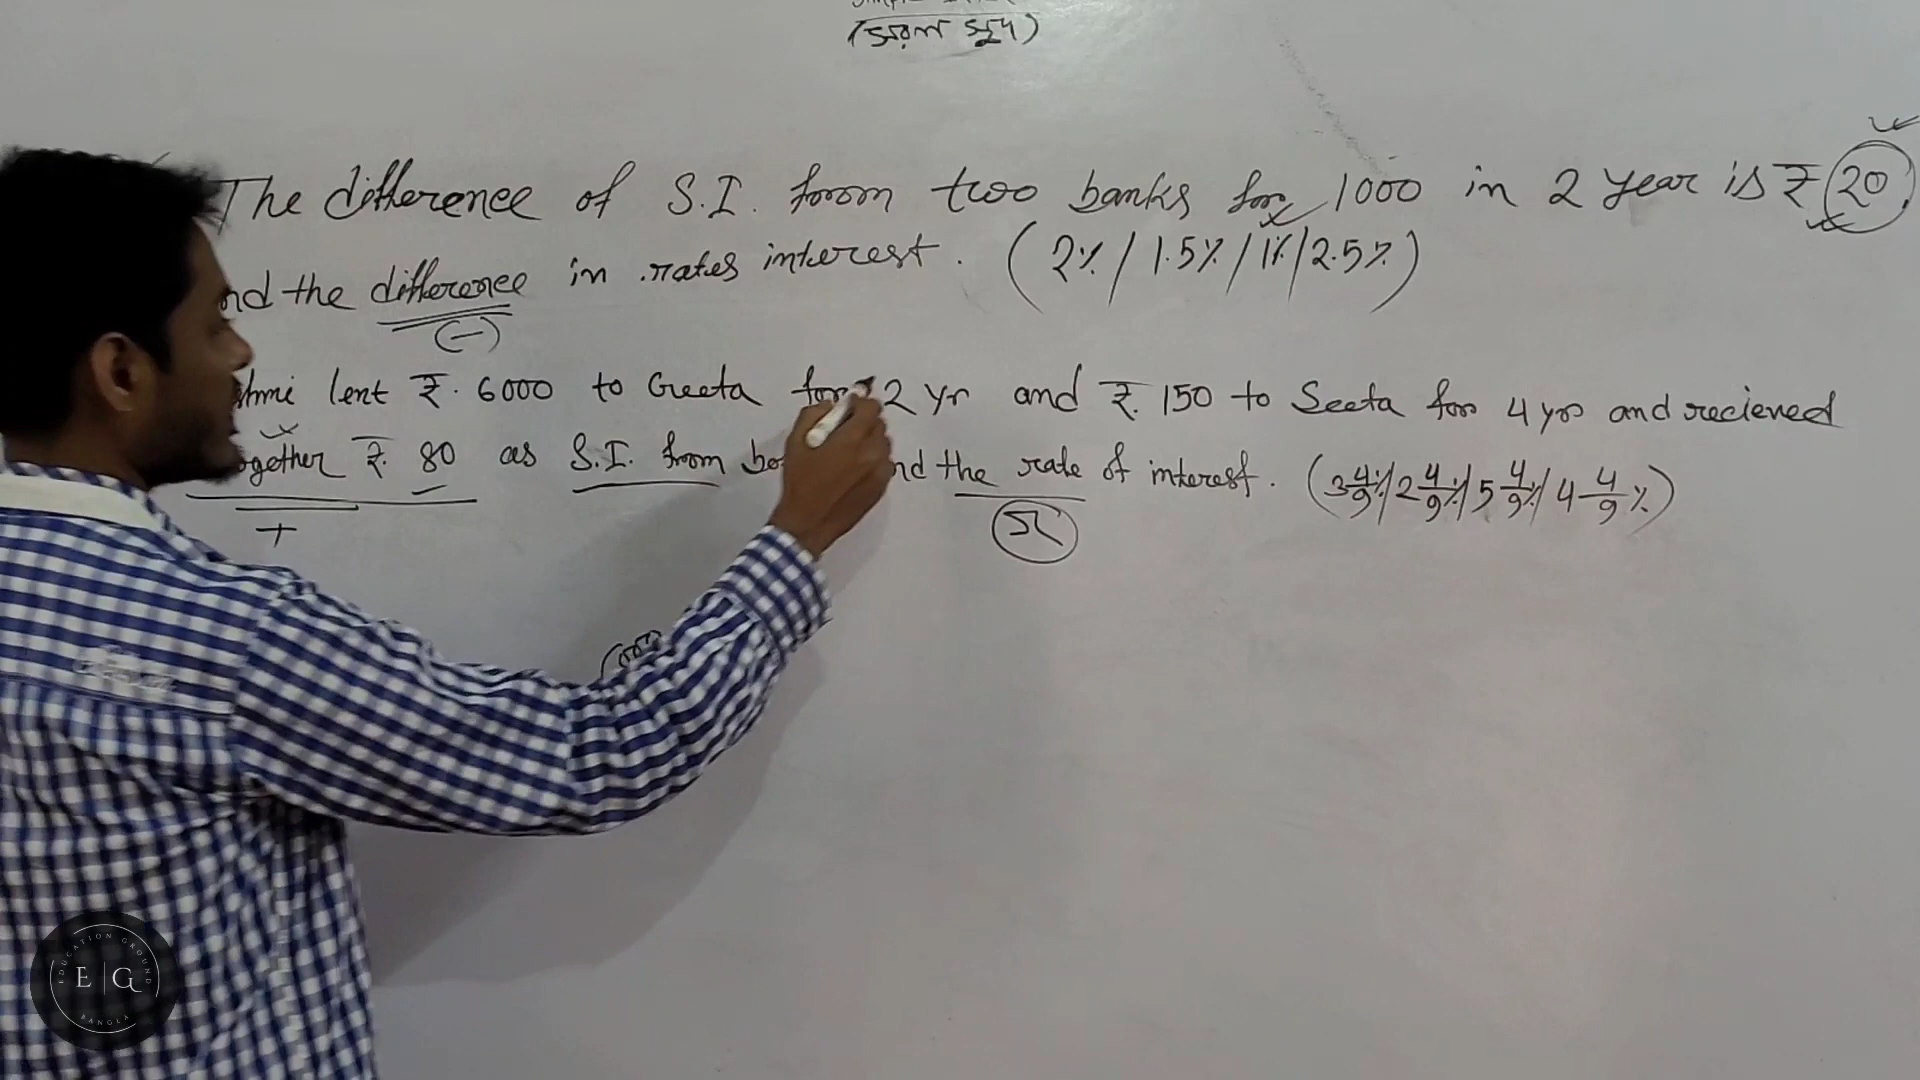 (সরল সুদ)
The difference of S.I. from two banks for 1000 in 2 year is ₹ 20.
nd the difference in rates interest. (2% / 1.5% / 1% / 2.5%)
(-)
hmi lent ₹. 6000 to Geeta for 2 yr and ₹. 150 to Seeta for 4 yrs and recieved
ogether ₹. 80 as S.I. from bo nd the rate of interest. (3 4/9% / 2 4/9% / 5 4/9% / 4 4/9%)
+
EDUCATION GROUND
E | G
BANGLA